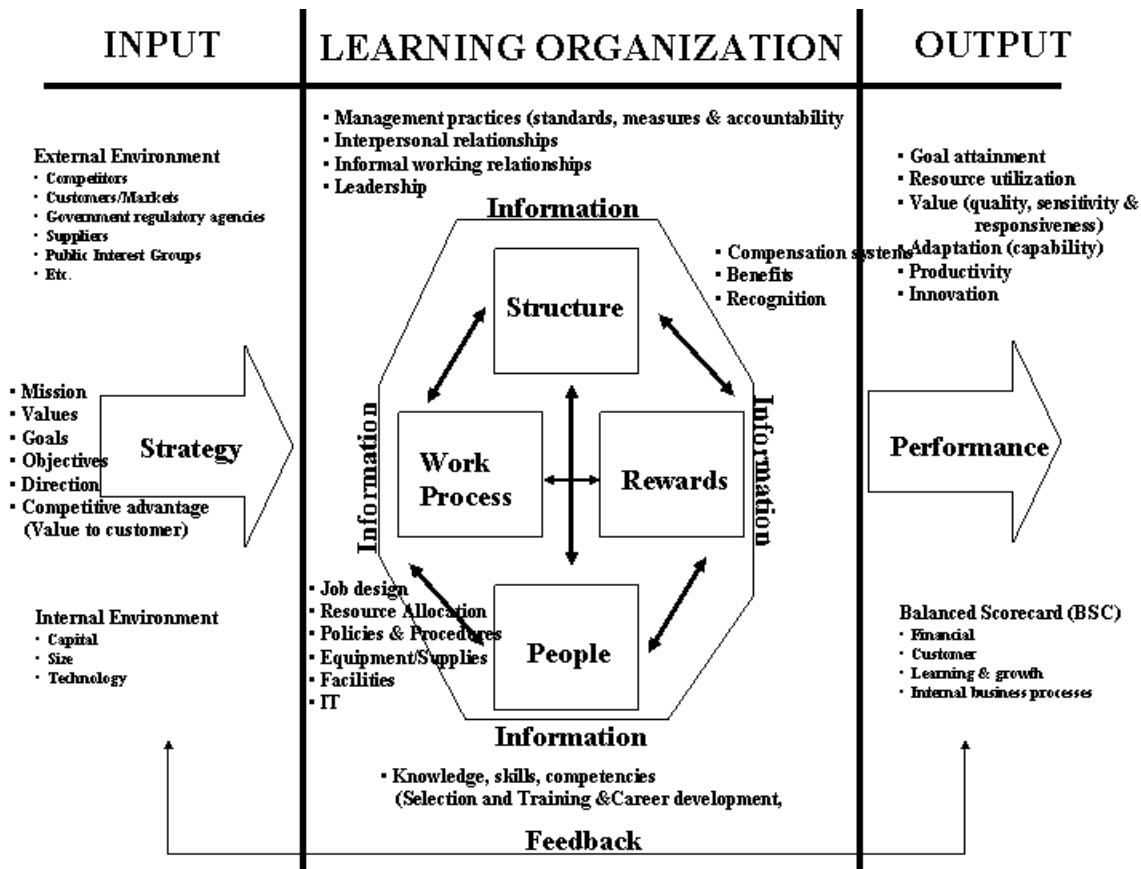 INPUT
LEARNING ORGANIZATION
OUTPUT
External Environment
▪ Competitors
▪ Customers/Markets
▪ Government regulatory agencies
▪ Suppliers
▪ Public Interest Groups
▪ Etc.
▪ Mission
▪ Values
▪ Goals
▪ Objectives
▪ Direction
▪ Competitive advantage
(Value to customer)
Strategy
Internal Environment
▪ Capital
▪ Size
▪ Technology
▪ Management practices (standards, measures & accountability
▪ Interpersonal relationships
▪ Informal working relationships
▪ Leadership
Information
▪ Compensation systems
▪ Benefits
▪ Recognition
Structure
Information
Work
Process
Rewards
Information
▪ Job design
▪ Resource Allocation
▪ Policies & Procedures
▪ Equipment/Supplies
▪ Facilities
▪ IT
People
Information
▪ Knowledge, skills, competencies
(Selection and Training &Career development,
Feedback
▪ Goal attainment
▪ Resource utilization
▪ Value (quality, sensitivity &
responsiveness)
▪ Adaptation (capability)
▪ Productivity
▪ Innovation
Performance
Balanced Scorecard (BSC)
▪ Financial
▪ Customer
▪ Learning & growth
▪ Internal business processes